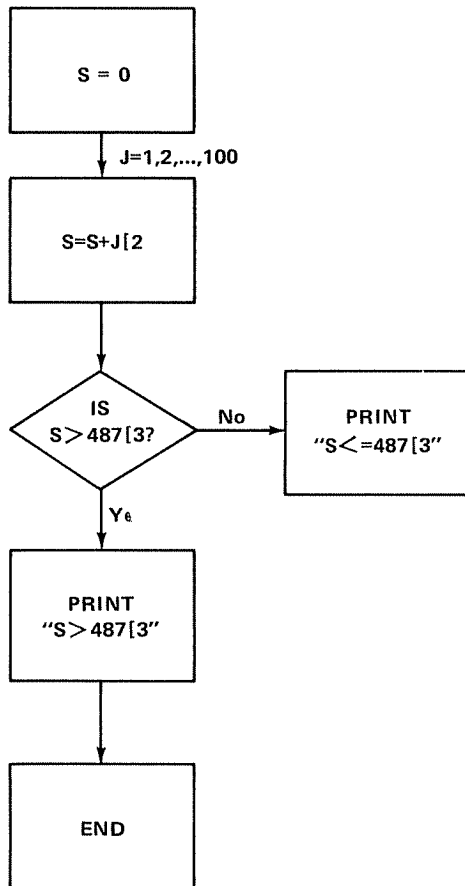 S = 0
J=1,2,...,100
S=S+J[2
IS
S>487[3?
No
PRINT
"S<=487[3"
PRINT
"S>487[3"
END